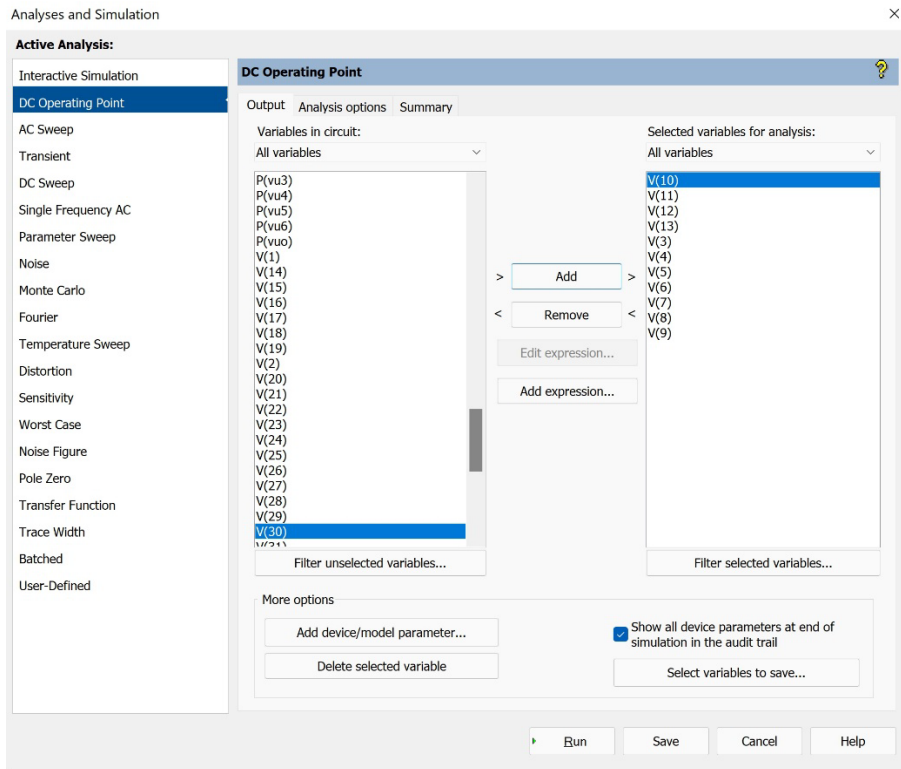 Analyses and Simulation
Active Analysis:
Interactive Simulation
DC Operating Point
AC Sweep
Transient
DC Sweep
Single Frequency AC
Parameter Sweep
Noise
Monte Carlo
Fourier
Temperature Sweep
Distortion
Sensitivity
Worst Case
Noise Figure
Pole Zero
Transfer Function
Trace Width
Batched
User-Defined
DC Operating Point
?
Output Analysis options Summary
Variables in circuit:
All variables
P(vu3)
P(vu4)
P(vu5)
P(vu6)
P(vuo)
V(1)
V(14)
V(15)
V(16)
V(17)
V(18)
V(19)
V(2)
V(20)
V(21)
V(22)
V(23)
V(24)
V(25)
V(26)
V(27)
V(28)
V(29)
V(30)
V(31)
Filter unselected variables...
> Add >
< Remove <
Edit expression...
Add expression...
Selected variables for analysis:
All variables
V(10)
V(11)
V(12)
V(13)
V(3)
V(4)
V(5)
V(6)
V(7)
V(8)
V(9)
Filter selected variables...
More options
Add device/model parameter...
Delete selected variable
Show all device parameters at end of
simulation in the audit trail
Select variables to save...
Run Save Cancel Help